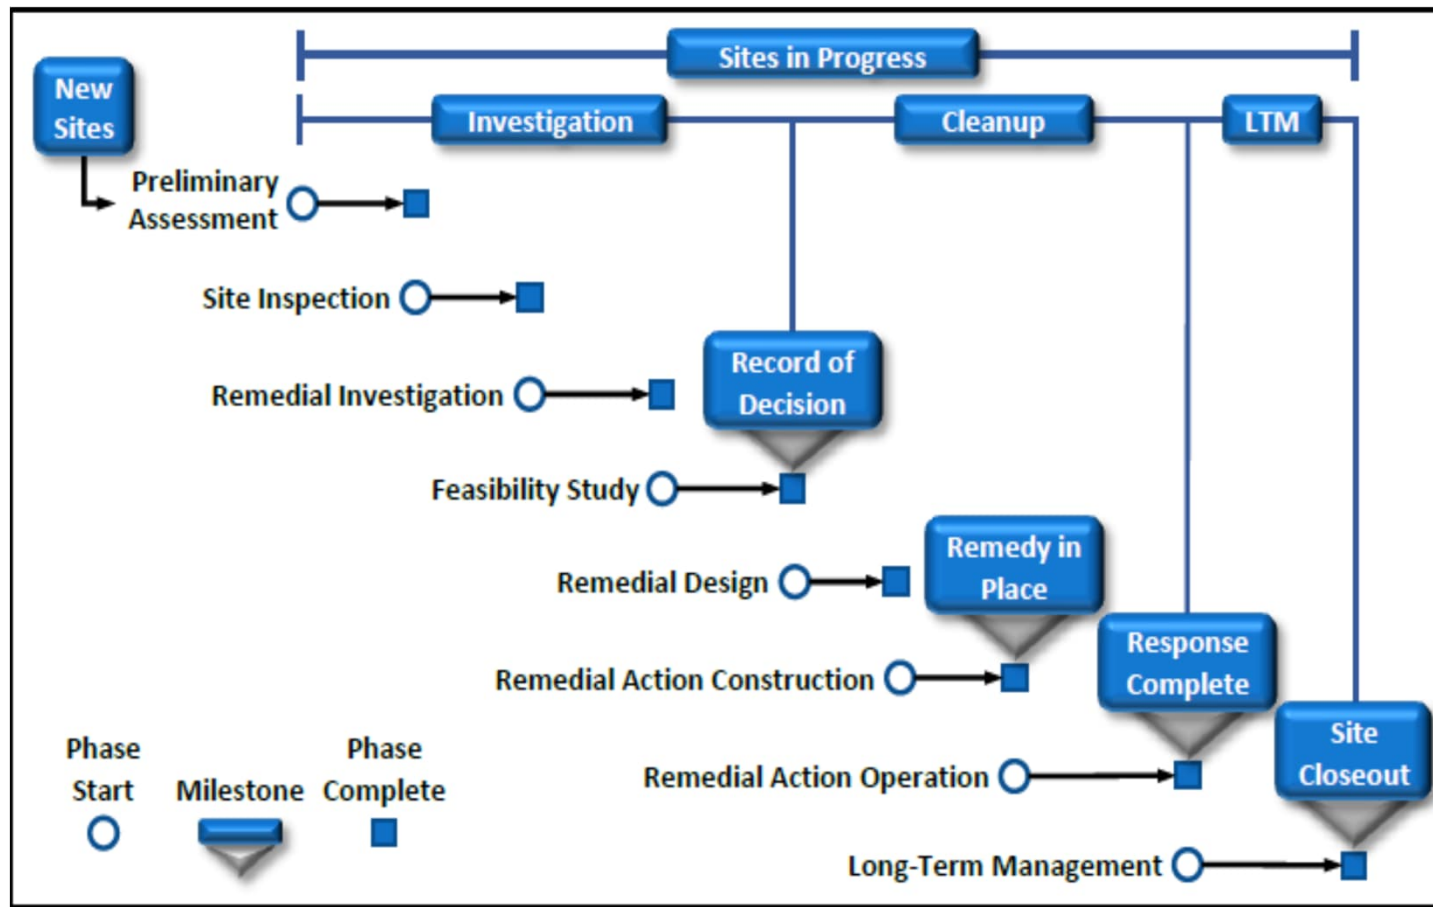 Sites in Progress
New
Sites
Investigation
Cleanup
LTM
Preliminary
Assessment
Site Inspection
Record of
Decision
Remedial Investigation
Feasibility Study
Remedy in
Place
Remedial Design
Response
Complete
Remedial Action Construction
Site
Closeout
Remedial Action Operation
Long-Term Management
Phase
Start
Milestone
Phase
Complete